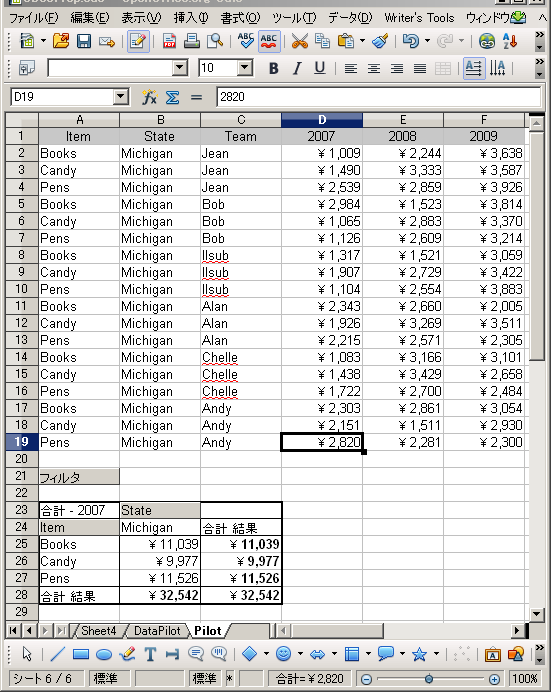 ファイル(F) 編集(E) 表示(V) 挿入(I) 書式(O) ツール(T) データ(D) Writer's Tools ウィンドウ
10 B I U
D19 fx Σ = 2820
A B C D E F
1 Item State Team 2007 2008 2009
2 Books Michigan Jean ¥1,009 ¥2,244 ¥3,638
3 Candy Michigan Jean ¥1,490 ¥3,333 ¥3,587
4 Pens Michigan Jean ¥2,539 ¥2,859 ¥3,926
5 Books Michigan Bob ¥2,984 ¥1,523 ¥3,814
6 Candy Michigan Bob ¥1,065 ¥2,883 ¥3,370
7 Pens Michigan Bob ¥1,126 ¥2,609 ¥3,214
8 Books Michigan Ilsub ¥1,317 ¥1,521 ¥3,059
9 Candy Michigan Ilsub ¥1,907 ¥2,729 ¥3,422
10 Pens Michigan Ilsub ¥1,104 ¥2,554 ¥3,883
11 Books Michigan Alan ¥2,343 ¥2,660 ¥2,005
12 Candy Michigan Alan ¥1,926 ¥3,269 ¥3,511
13 Pens Michigan Alan ¥2,215 ¥2,571 ¥2,305
14 Books Michigan Chelle ¥1,083 ¥3,166 ¥3,101
15 Candy Michigan Chelle ¥1,438 ¥3,429 ¥2,658
16 Pens Michigan Chelle ¥1,722 ¥2,700 ¥2,484
17 Books Michigan Andy ¥2,303 ¥2,861 ¥3,054
18 Candy Michigan Andy ¥2,151 ¥1,511 ¥2,930
19 Pens Michigan Andy ¥2,820 ¥2,281 ¥2,300
20
21 フィルタ
22
23 合計 - 2007 State
24 Item Michigan 合計 結果
25 Books ¥11,039 ¥11,039
26 Candy ¥9,977 ¥9,977
27 Pens ¥11,526 ¥11,526
28 合計 結果 ¥32,542 ¥32,542
29
Sheet4 DataPilot Pilot
シート 6 / 6 標準 標準 * 合計=¥2,820 100%